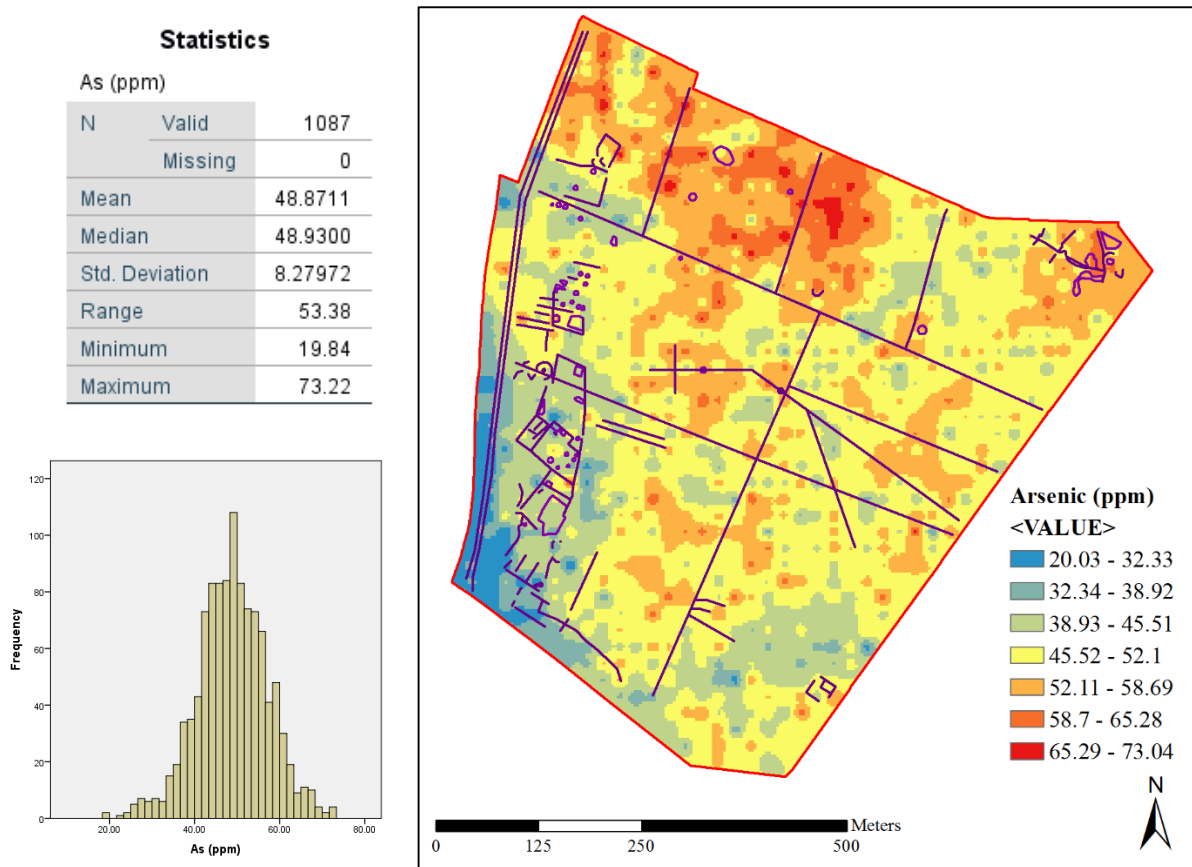 Statistics
As (ppm)
N Valid 1087
Missing 0
Mean 48.8711
Median 48.9300
Std. Deviation 8.27972
Range 53.38
Minimum 19.84
Maximum 73.22
120
100
80
60
40
20
0
Frequency
20.00 40.00 60.00 80.00
As (ppm)
Arsenic (ppm)
<VALUE>
20.03 - 32.33
32.34 - 38.92
38.93 - 45.51
45.52 - 52.1
52.11 - 58.69
58.7 - 65.28
65.29 - 73.04
N
Meters
0 125 250 500